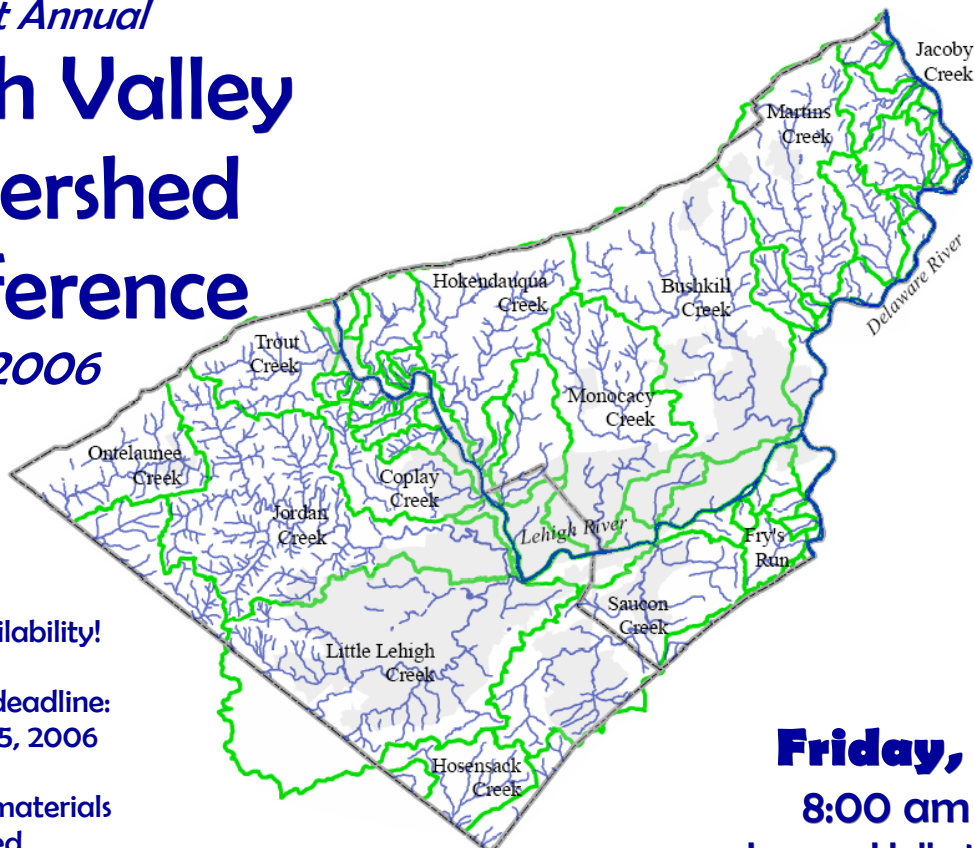 t Annual
h Valley
ershed
ference
2006
Jacoby
Creek
Martins
Creek
Delaware River
Hokendauqua
Creek
Bushkill
Creek
Trout
Creek
Monocacy
Creek
Ontelaunee
Creek
Coplay
Creek
Jordan
Creek
Lehigh River
Fry's
Run
Saucon
Creek
Little Lehigh
Creek
Hosensack
Creek
ilability!
deadline:
5, 2006
materials
ed
Friday,
8:00 am